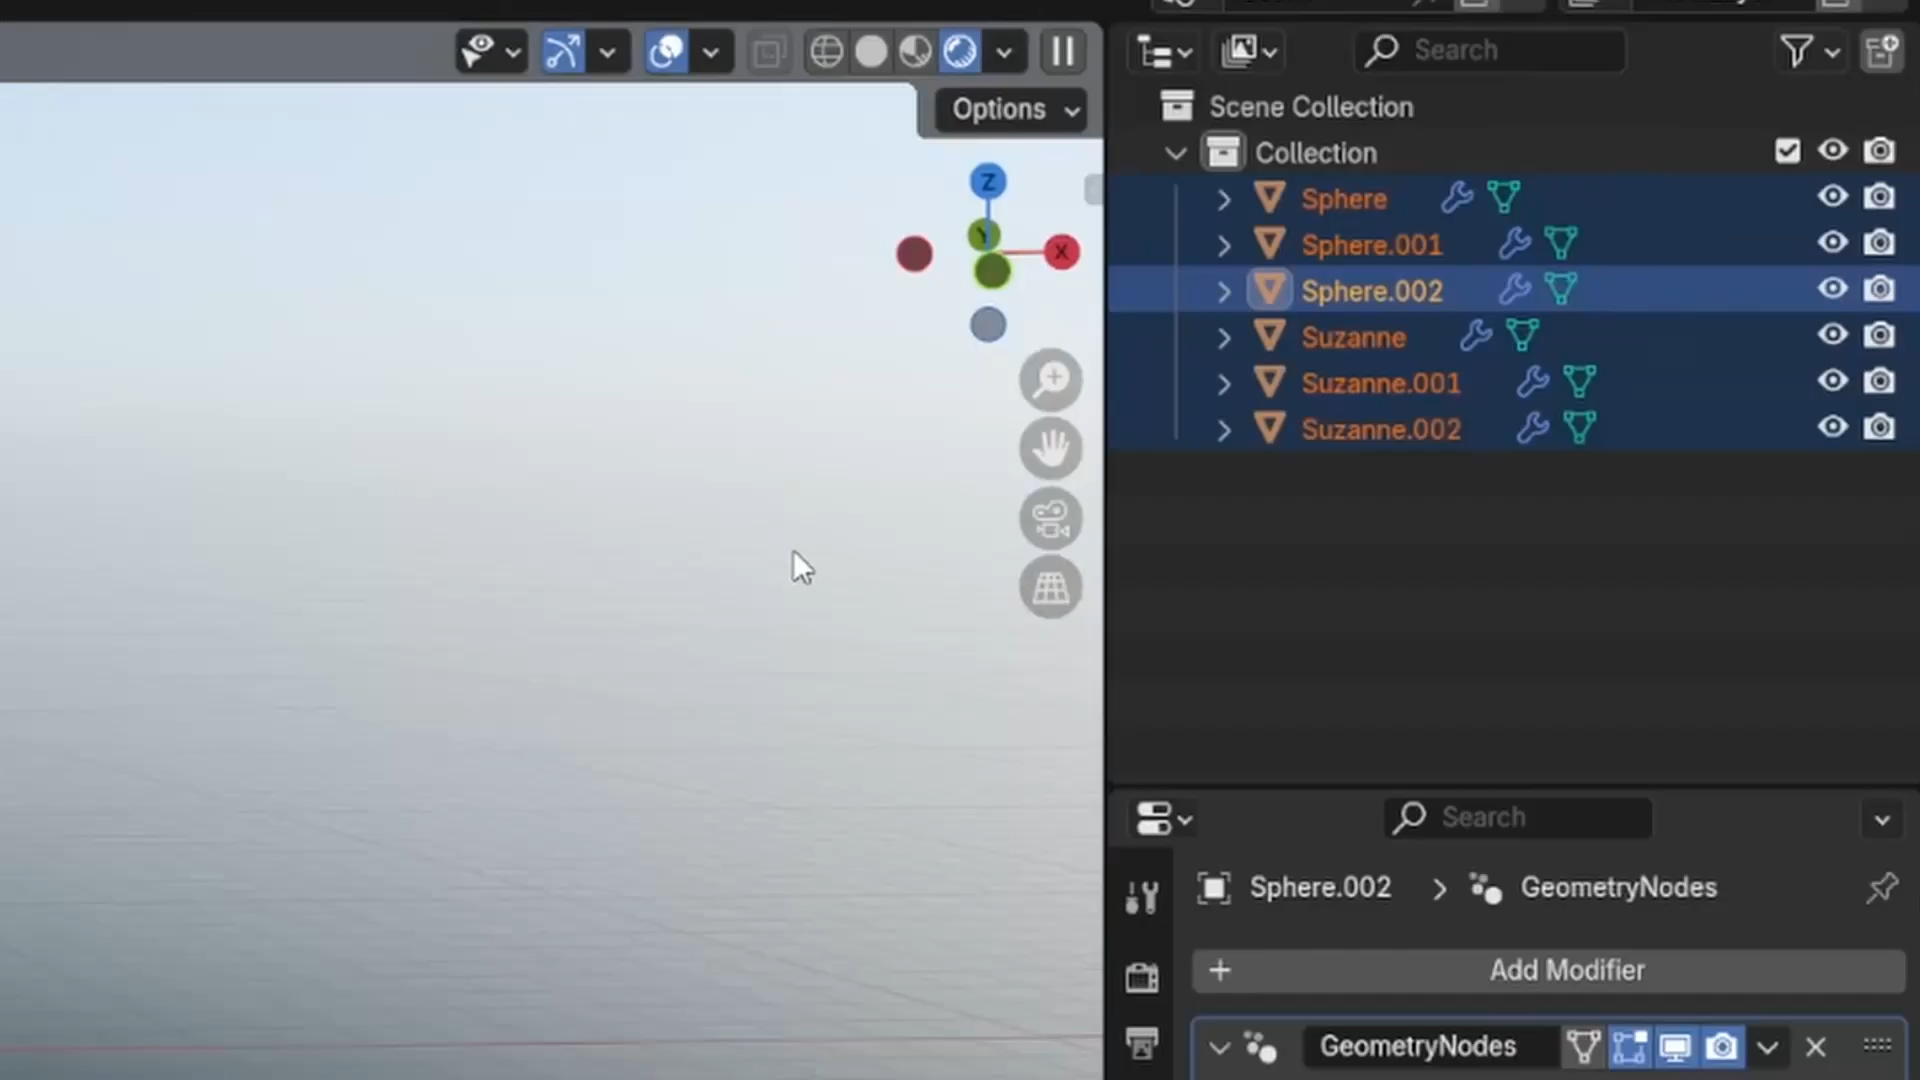 Search
Options
Scene Collection
Collection
Z
Y
X
Sphere
Sphere.001
Sphere.002
Suzanne
Suzanne.001
Suzanne.002
Search
Sphere.002 > GeometryNodes
+ Add Modifier
GeometryNodes